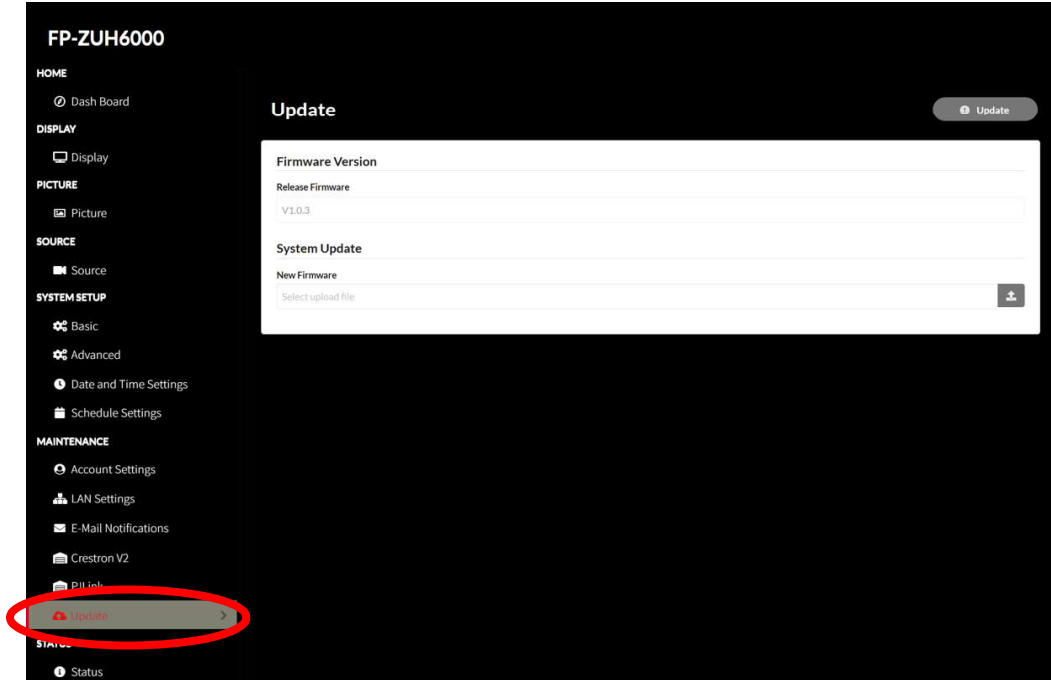 FP-ZUH6000
HOME
Dash Board
DISPLAY
Display
PICTURE
Picture
SOURCE
Source
SYSTEM SETUP
Basic
Advanced
Date and Time Settings
Schedule Settings
MAINTENANCE
Account Settings
LAN Settings
E-Mail Notifications
Crestron V2
PJLink
Update
STATUS
Status
Update
Update
Firmware Version
Release Firmware
V1.0.3
System Update
New Firmware
Select upload file